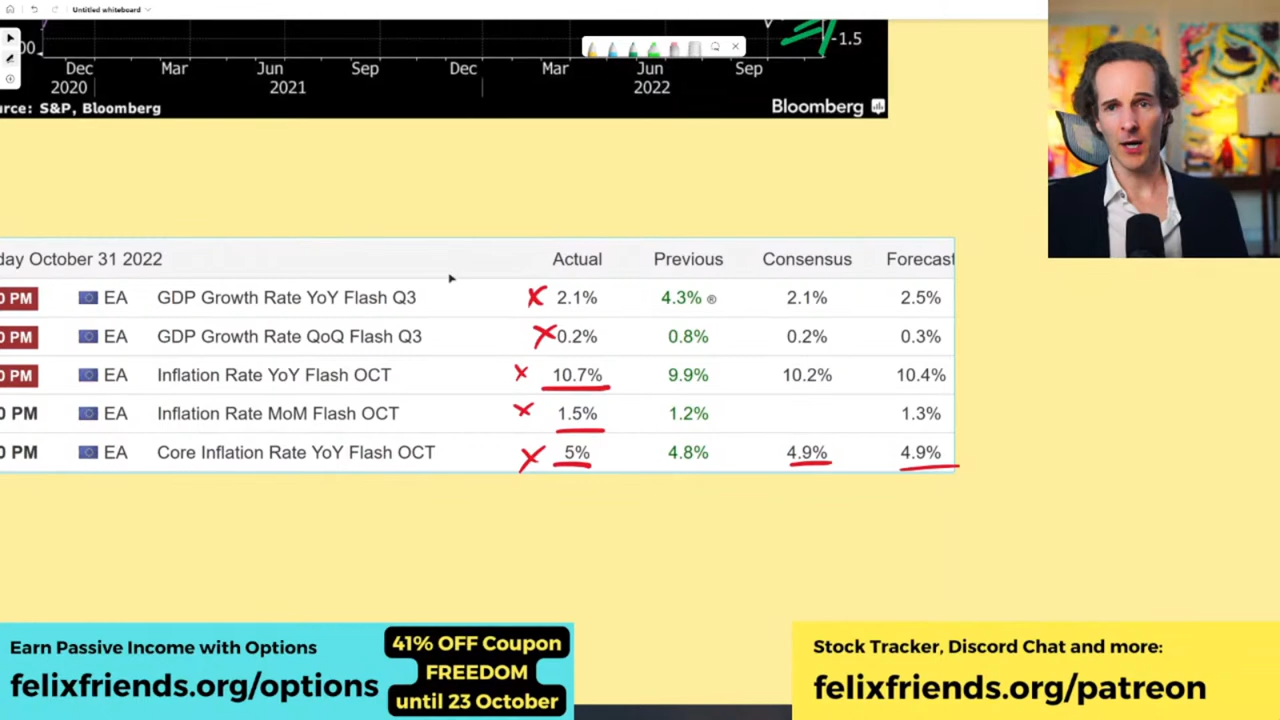 Untitled whiteboard
00
-1.5
Dec Mar Jun Sep Dec Mar Jun Sep
2020 2021 2022
urce: S&P, Bloomberg Bloomberg
day October 31 2022 Actual Previous Consensus Forecast
0 PM EA GDP Growth Rate YoY Flash Q3 2.1% 4.3% ® 2.1% 2.5%
0 PM EA GDP Growth Rate QoQ Flash Q3 0.2% 0.8% 0.2% 0.3%
0 PM EA Inflation Rate YoY Flash OCT 10.7% 9.9% 10.2% 10.4%
0 PM EA Inflation Rate MoM Flash OCT 1.5% 1.2% 1.3%
0 PM EA Core Inflation Rate YoY Flash OCT 5% 4.8% 4.9% 4.9%
Earn Passive Income with Options
felixfriends.org/options
41% OFF Coupon
FREEDOM
until 23 October
Stock Tracker, Discord Chat and more:
felixfriends.org/patreon